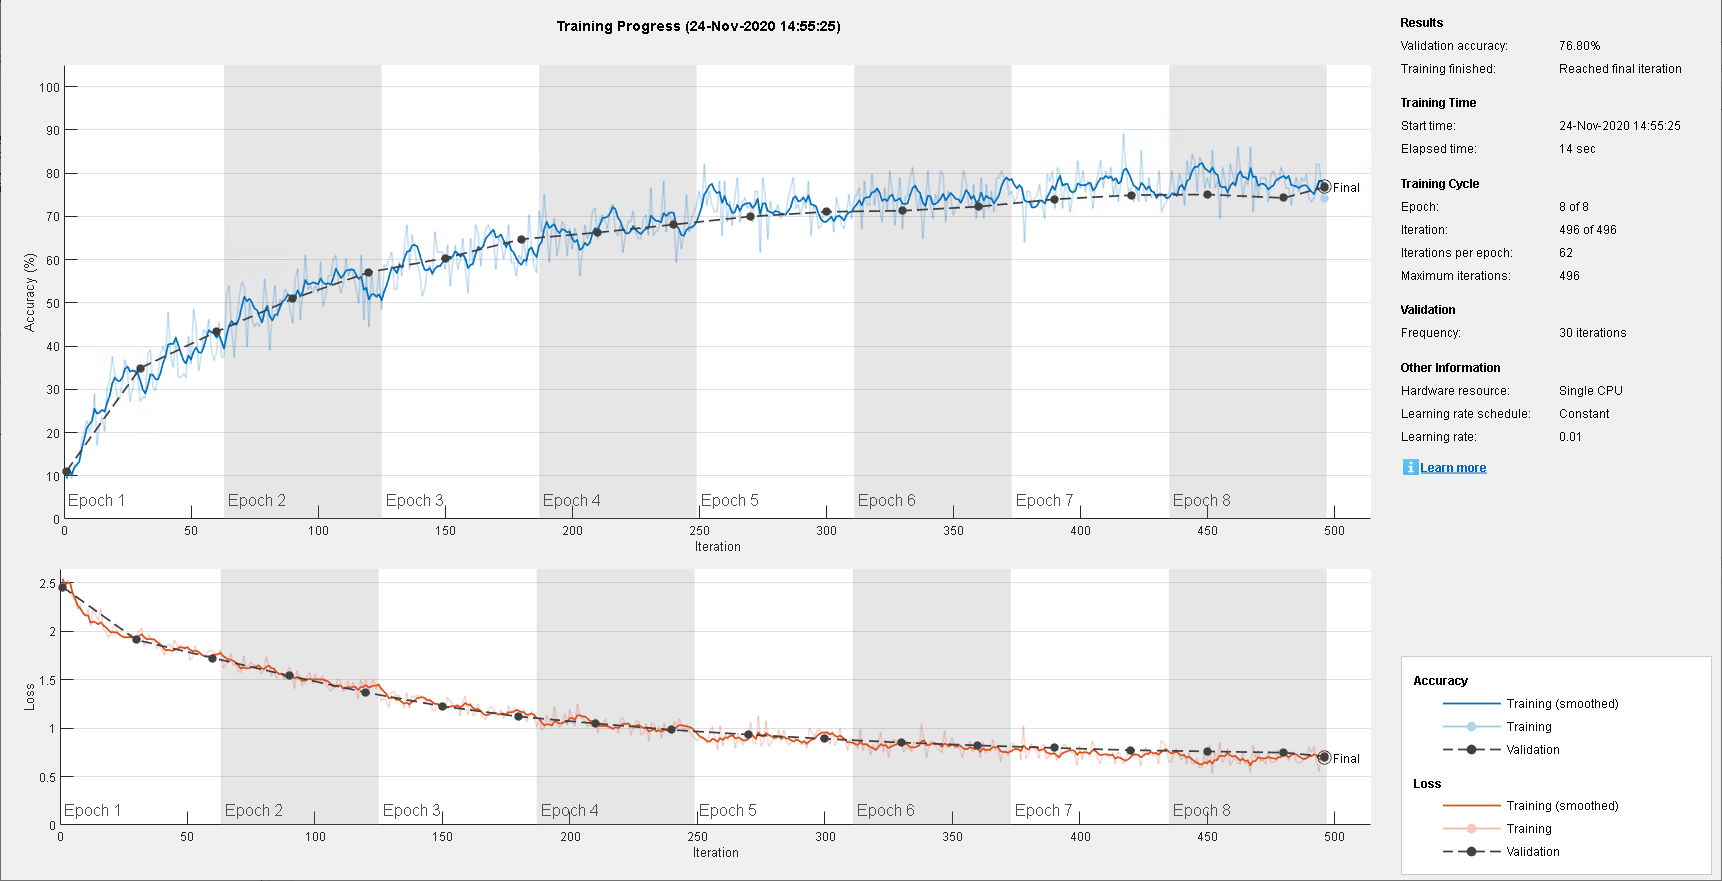 Training Progress (24-Nov-2020 14:55:25)
Accuracy (%)
100
90
80
70
60
50
40
30
20
10
0
Final
Epoch 1 Epoch 2 Epoch 3 Epoch 4 Epoch 5 Epoch 6 Epoch 7 Epoch 8
0 50 100 150 200 250 300 350 400 450 500
Iteration
Loss
2.5
2
1.5
1
0.5
0
Final
Epoch 1 Epoch 2 Epoch 3 Epoch 4 Epoch 5 Epoch 6 Epoch 7 Epoch 8
0 50 100 150 200 250 300 350 400 450 500
Iteration
Results
Validation accuracy: 76.80%
Training finished: Reached final iteration
Training Time
Start time: 24-Nov-2020 14:55:25
Elapsed time: 14 sec
Training Cycle
Epoch: 8 of 8
Iteration: 496 of 496
Iterations per epoch: 62
Maximum iterations: 496
Validation
Frequency: 30 iterations
Other Information
Hardware resource: Single CPU
Learning rate schedule: Constant
Learning rate: 0.01
i Learn more
Accuracy
Training (smoothed)
Training
Validation
Loss
Training (smoothed)
Training
Validation